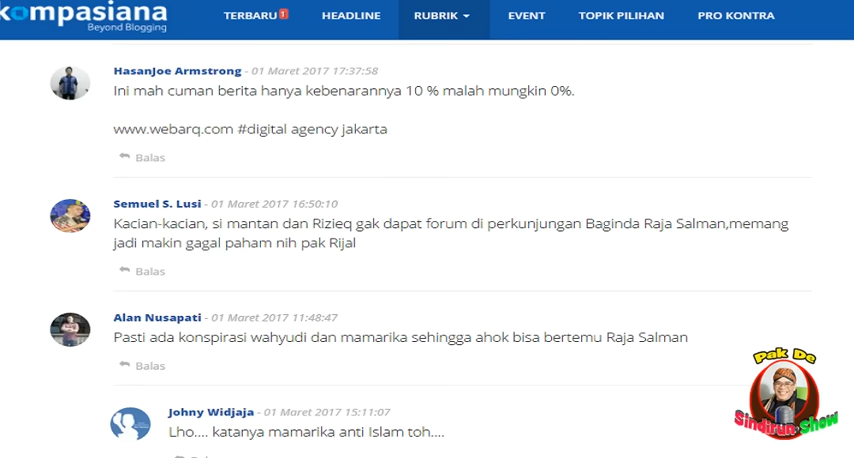 kompasiana
Beyond Blogging
TERBARU 1 HEADLINE RUBRIK EVENT TOPIK PILIHAN PRO KONTRA
HasanJoe Armstrong - 01 Maret 2017 17:37:58
Ini mah cuman berita hanya kebenarannya 10 % malah mungkin 0%.
www.webarq.com #digital agency jakarta
Balas
Semuel S. Lusi - 01 Maret 2017 16:50:10
Kacian-kacian, si mantan dan Rizieq gak dapat forum di perkunjungan Baginda Raja Salman,memang
jadi makin gagal paham nih pak Rijal
Balas
Alan Nusapati - 01 Maret 2017 11:48:47
Pasti ada konspirasi wahyudi dan mamarika sehingga ahok bisa bertemu Raja Salman
Balas
Pak De
Sindirun Show
Johny Widjaja - 01 Maret 2017 15:11:07
Lho.... katanya mamarika anti Islam toh....